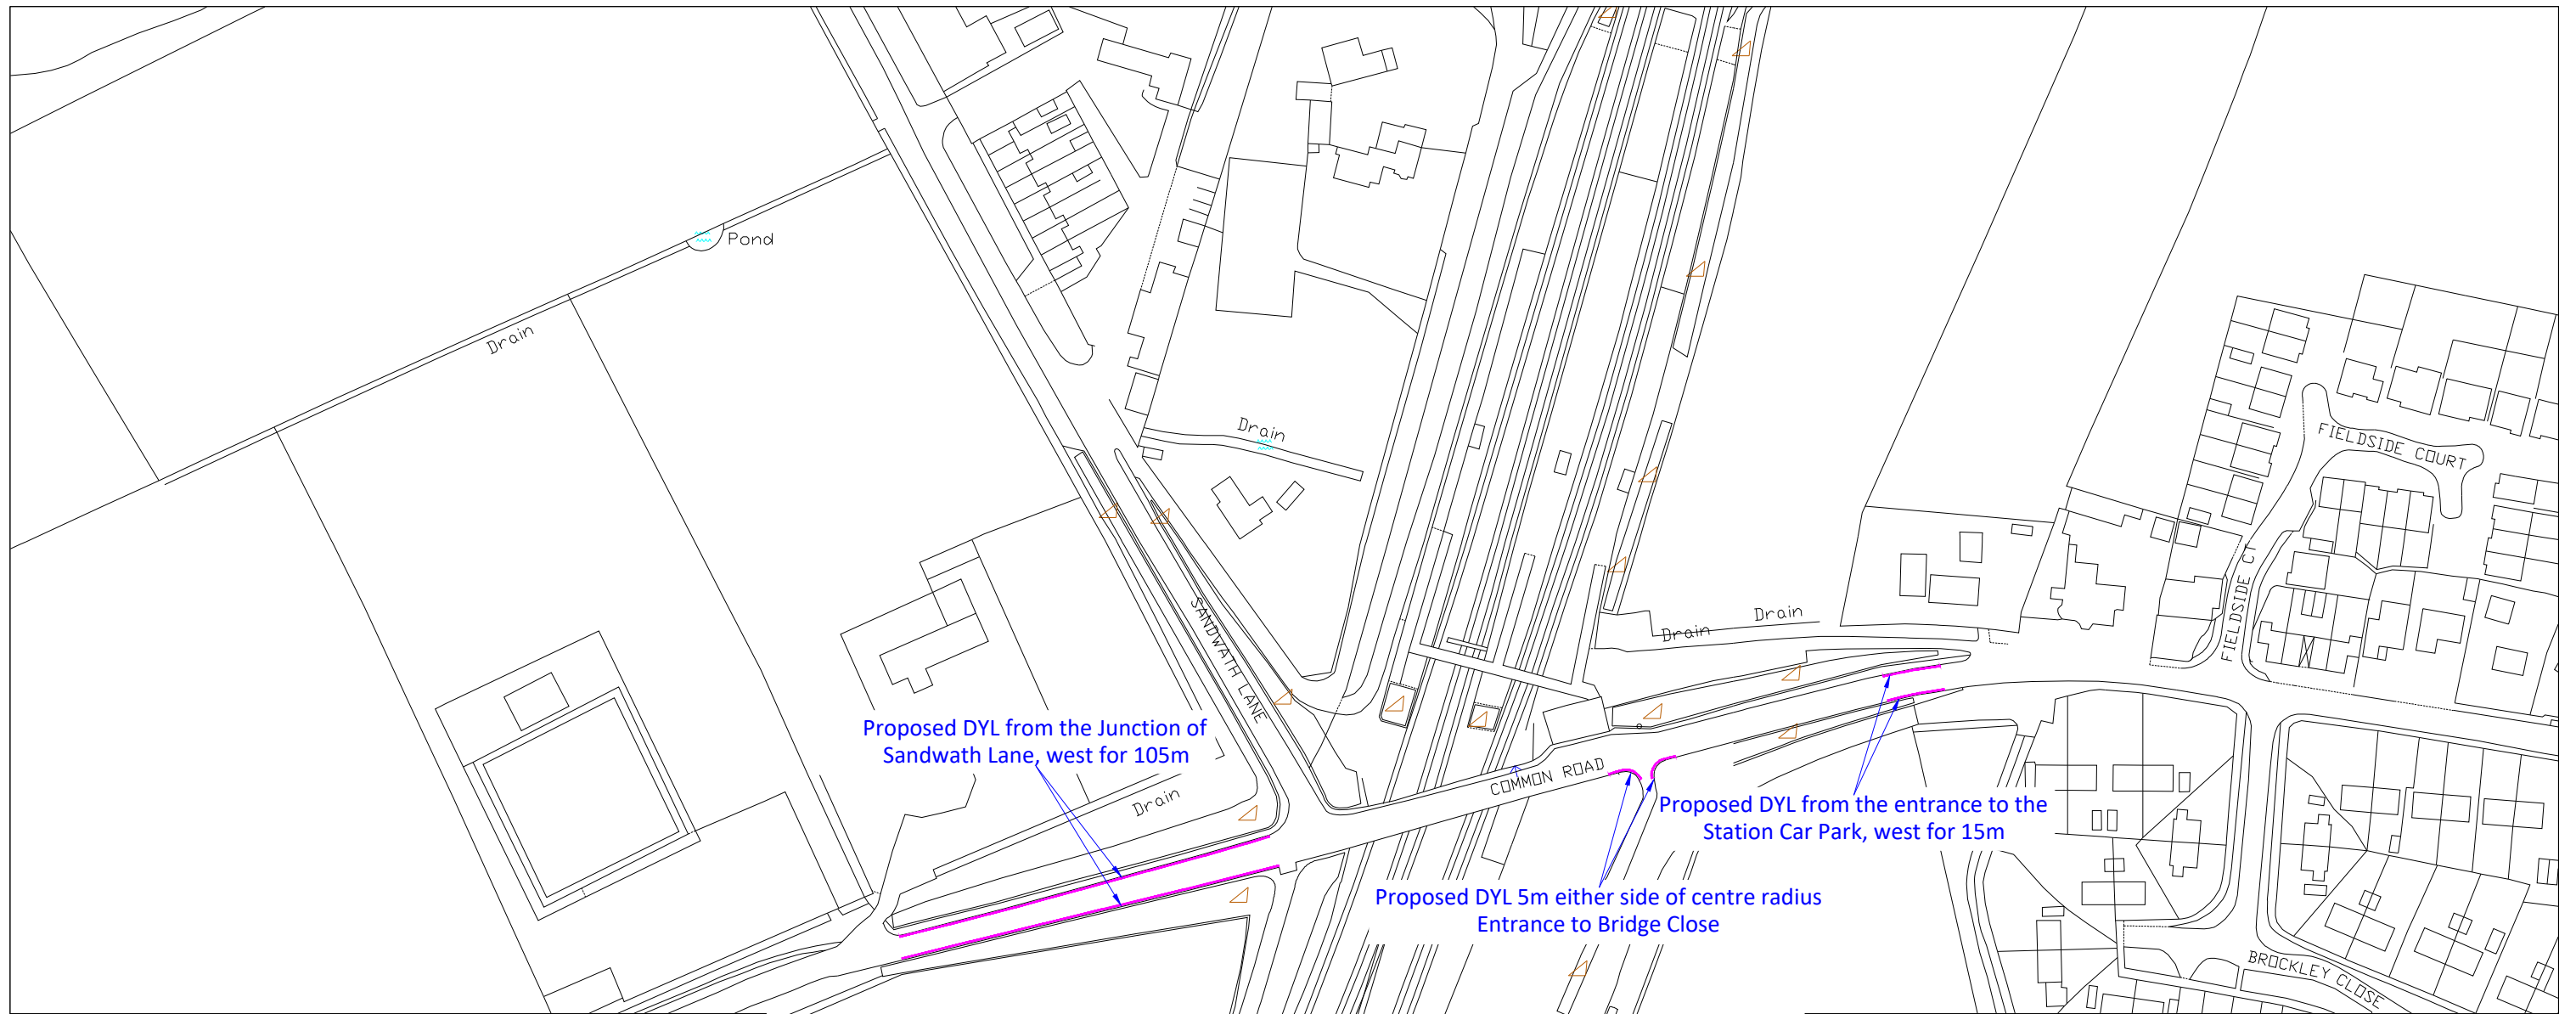 Pond
Drain
Drain
FIELDSIDE COURT
FIELDSIDE CT
Drain
Drain
SANDWATH LANE
Proposed DYL from the Junction of
Sandwath Lane, west for 105m
Drain
COMMON ROAD
Proposed DYL from the entrance to the
Station Car Park, west for 15m
Proposed DYL 5m either side of centre radius
Entrance to Bridge Close
BROCKLEY CLOSE